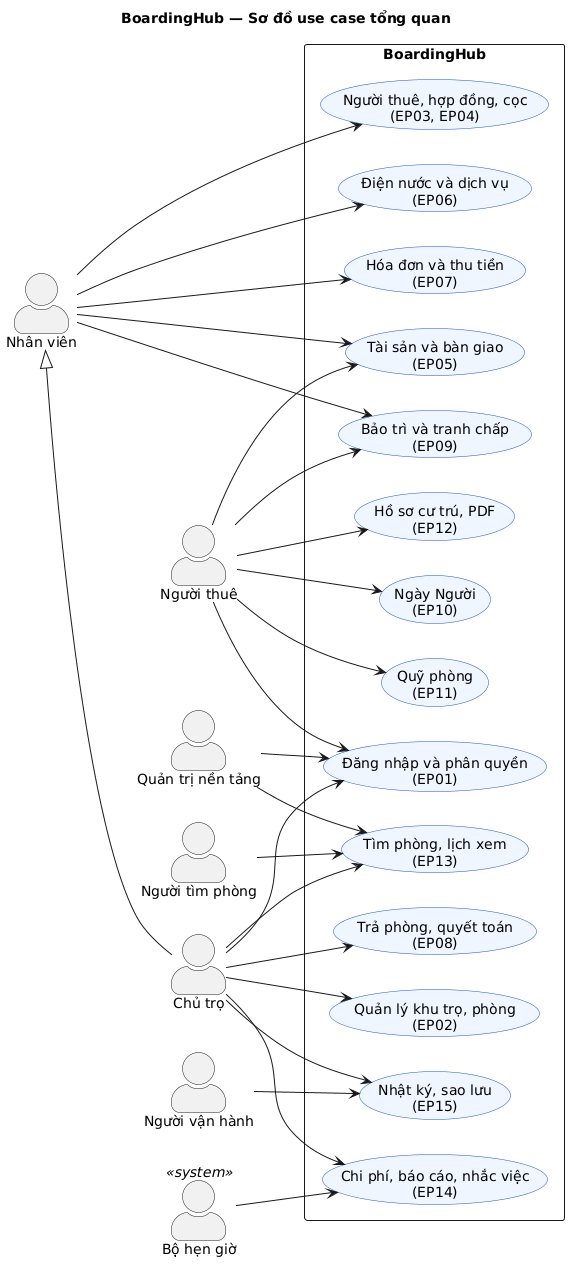 BoardingHub — Sơ đồ use case tổng quan
BoardingHub
Người thuê, hợp đồng, cọc
(EP03, EP04)
Điện nước và dịch vụ
(EP06)
Hóa đơn và thu tiền
(EP07)
Nhân viên
Tài sản và bàn giao
(EP05)
Bảo trì và tranh chấp
(EP09)
Hồ sơ cư trú, PDF
(EP12)
Người thuê
Ngày Người
(EP10)
Quỹ phòng
(EP11)
Quản trị nền tảng
Đăng nhập và phân quyền
(EP01)
Tìm phòng, lịch xem
(EP13)
Người tìm phòng
Trả phòng, quyết toán
(EP08)
Chủ trọ
Quản lý khu trọ, phòng
(EP02)
Nhật ký, sao lưu
(EP15)
Người vận hành
«system»
Chi phí, báo cáo, nhắc việc
(EP14)
Bộ hẹn giờ